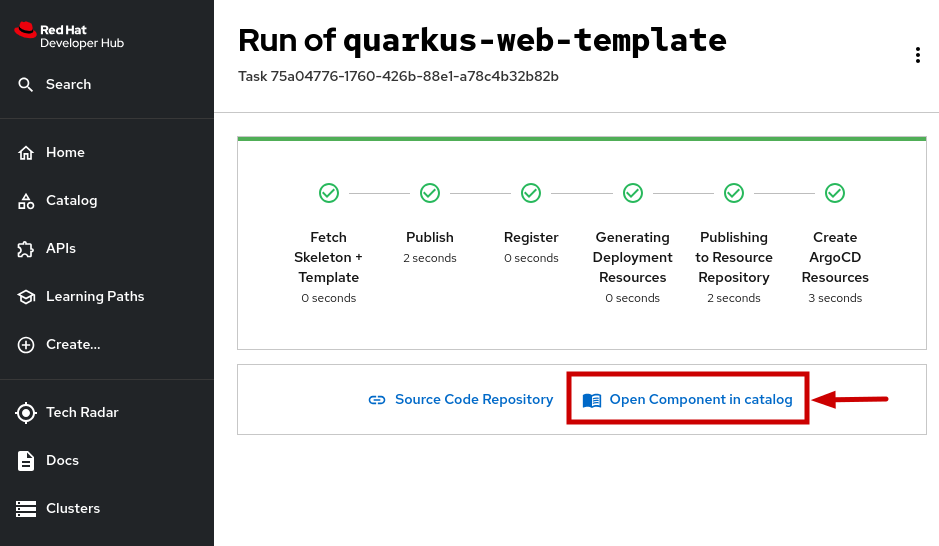 Red Hat
Developer Hub
Search
Home
Catalog
APIs
Learning Paths
Create...
Tech Radar
Docs
Clusters
Run of quarkus-web-template
Task 75a04776-1760-426b-88e1-a78c4b32b82b
Fetch
Skeleton +
Template
0 seconds
Publish
2 seconds
Register
0 seconds
Generating
Deployment
Resources
0 seconds
Publishing
to Resource
Repository
2 seconds
Create
ArgoCD
Resources
3 seconds
Source Code Repository
Open Component in catalog